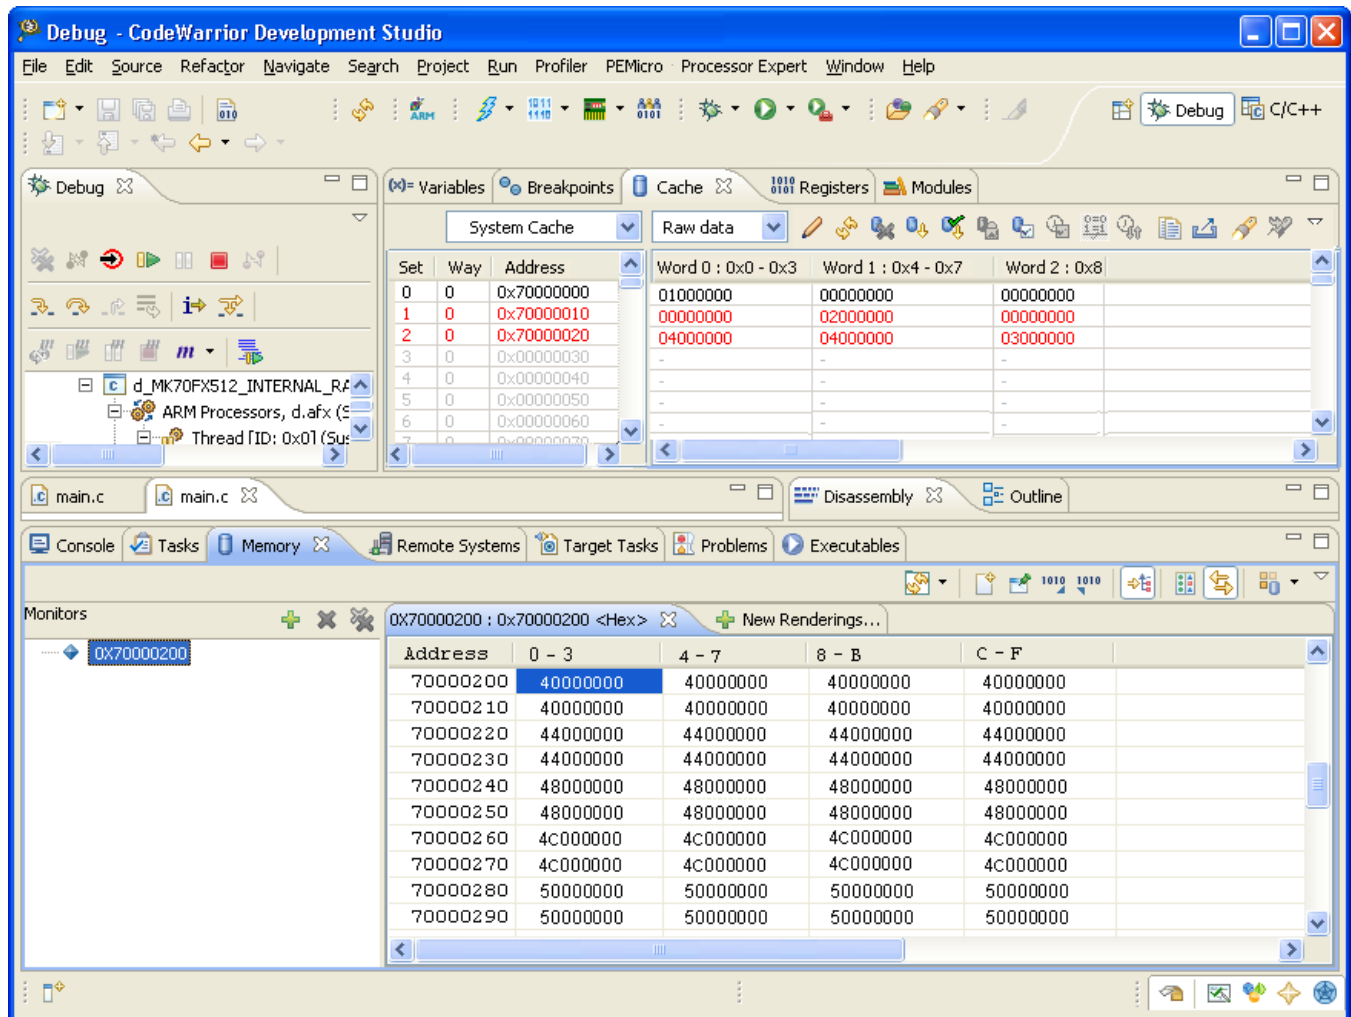 Debug - CodeWarrior Development Studio
File Edit Source Refactor Navigate Search Project Run Profiler PEMicro Processor Expert Window Help
Debug C/C++
Debug
(x)= Variables Breakpoints Cache Registers Modules
System Cache Raw data
Set Way Address Word 0 : 0x0 - 0x3 Word 1 : 0x4 - 0x7 Word 2 : 0x8
0 0 0x70000000 01000000 00000000 00000000
1 0 0x70000010 00000000 02000000 00000000
2 0 0x70000020 04000000 04000000 03000000
3 0 0x00000030 - - -
4 0 0x00000040 - - -
5 0 0x00000050 - - -
6 0 0x00000060 - - -
7 0 0x00000070
d_MK70FX512_INTERNAL_RA
ARM Processors, d.afx (S
Thread [ID: 0x0] (Sus
main.c main.c Disassembly Outline
Console Tasks Memory Remote Systems Target Tasks Problems Executables
Monitors
0X70000200
0X70000200 : 0x70000200 <Hex> New Renderings...
Address 0 - 3 4 - 7 8 - B C - F
70000200 40000000 40000000 40000000 40000000
70000210 40000000 40000000 40000000 40000000
70000220 44000000 44000000 44000000 44000000
70000230 44000000 44000000 44000000 44000000
70000240 48000000 48000000 48000000 48000000
70000250 48000000 48000000 48000000 48000000
70000260 4C000000 4C000000 4C000000 4C000000
70000270 4C000000 4C000000 4C000000 4C000000
70000280 50000000 50000000 50000000 50000000
70000290 50000000 50000000 50000000 50000000